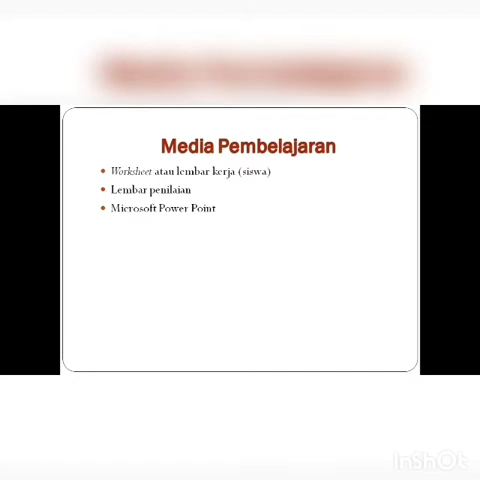 Media Pembelajaran
• Worksheet atau lembar kerja (siswa)
• Lembar penilaian
• Microsoft Power Point
InShOt